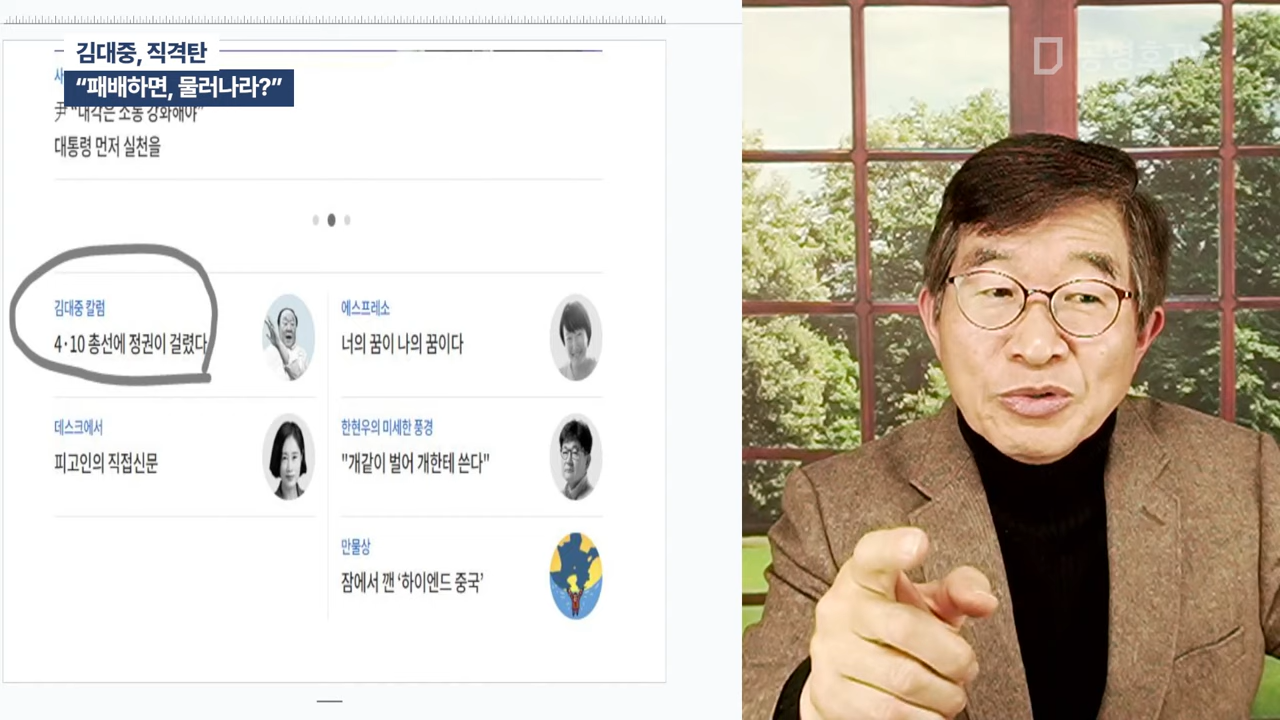 김대중, 직격탄
“패배하면, 물러나라?”
尹 “내각은 소통 강화해야”
대통령 먼저 실천을
김대중 칼럼
4·10 총선에 정권이 걸렸다
에스프레소
너의 꿈이 나의 꿈이다
데스크에서
피고인의 직접신문
한현우의 미세한 풍경
"개같이 벌어 개한테 쓴다"
만물상
잠에서 깬 ‘하이엔드 중국’
공병호TV